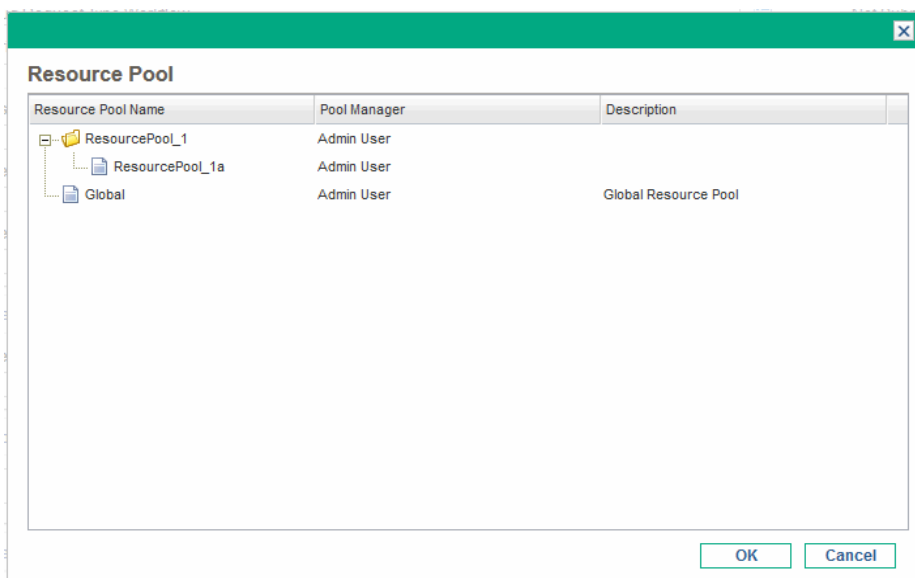 Resource Pool
Resource Pool Name Pool Manager Description
ResourcePool_1 Admin User
ResourcePool_1a Admin User
Global Admin User Global Resource Pool
OK Cancel